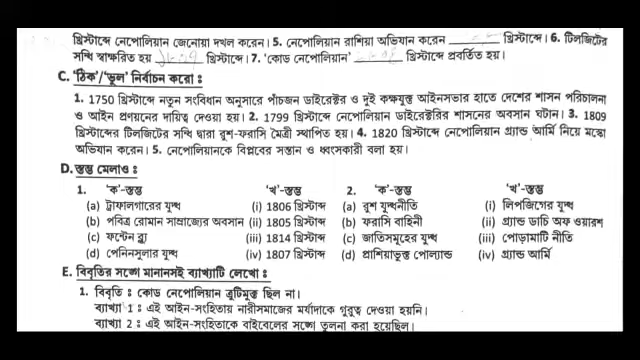 খ্রিস্টাব্দে নেপোলিয়ান জেনোয়া দখল করেন। 5. নেপোলিয়ান রাশিয়া অভিযান করেন ______ খ্রিস্টাব্দে। 6. টিলজিটের
সন্ধি স্বাক্ষরিত হয় ______ খ্রিস্টাব্দে। 7. 'কোড নেপোলিয়ান' ______ খ্রিস্টাব্দে প্রবর্তিত হয়।
C. 'ঠিক'/'ভুল' নির্বাচন করো ঃ
1. 1750 খ্রিস্টাব্দে নতুন সংবিধান অনুসারে পাঁচজন ডাইরেক্টর ও দুই কক্ষযুক্ত আইনসভার হাতে দেশের শাসন পরিচালনা
ও আইন প্রণয়নের দায়িত্ব দেওয়া হয়। 2. 1799 খ্রিস্টাব্দে নেপোলিয়ান ডাইরেক্টরির শাসনের অবসান ঘটান। 3. 1809
খ্রিস্টাব্দের টিলজিটের সন্ধি দ্বারা রুশ-ফরাসি মৈত্রী স্থাপিত হয়। 4. 1820 খ্রিস্টাব্দে নেপোলিয়ান গ্র্যান্ড আর্মি নিয়ে মস্কো
অভিযান করেন। 5. নেপোলিয়ানকে বিপ্লবের সন্তান ও ধ্বংসকারী বলা হয়।
D. স্তম্ভ মেলাও ঃ
1. 'ক'-স্তম্ভ 'খ'-স্তম্ভ 2. 'ক'-স্তম্ভ 'খ'-স্তম্ভ
(a) ট্রাফালগারের যুদ্ধ (i) 1806 খ্রিস্টাব্দ (a) রুশ যুদ্ধনীতি (i) লিপজিগের যুদ্ধ
(b) পবিত্র রোমান সাম্রাজ্যের অবসান (ii) 1805 খ্রিস্টাব্দ (b) ফরাসি বাহিনী (ii) গ্র্যান্ড ডাচি অফ ওয়ারশ
(c) ফন্টেন ব্লু (iii) 1814 খ্রিস্টাব্দ (c) জাতিসমূহের যুদ্ধ (iii) পোড়ামাটি নীতি
(d) পেনিনসুলার যুদ্ধ (iv) 1807 খ্রিস্টাব্দ (d) প্রাশিয়াভুক্ত পোল্যান্ড (iv) গ্র্যান্ড আর্মি
E. বিবৃতির সঙ্গে মানানসই ব্যাখ্যাটি লেখো ঃ
1. বিবৃতি ঃ কোড নেপোলিয়ান ত্রুটিমুক্ত ছিল না।
ব্যাখ্যা 1 ঃ এই আইন-সংহিতায় নারীসমাজের মর্যাদাকে গুরুত্ব দেওয়া হয়নি।
ব্যাখ্যা 2 ঃ এই আইন-সংহিতাকে বাইবেলের সঙ্গে তুলনা করা হয়েছিল।